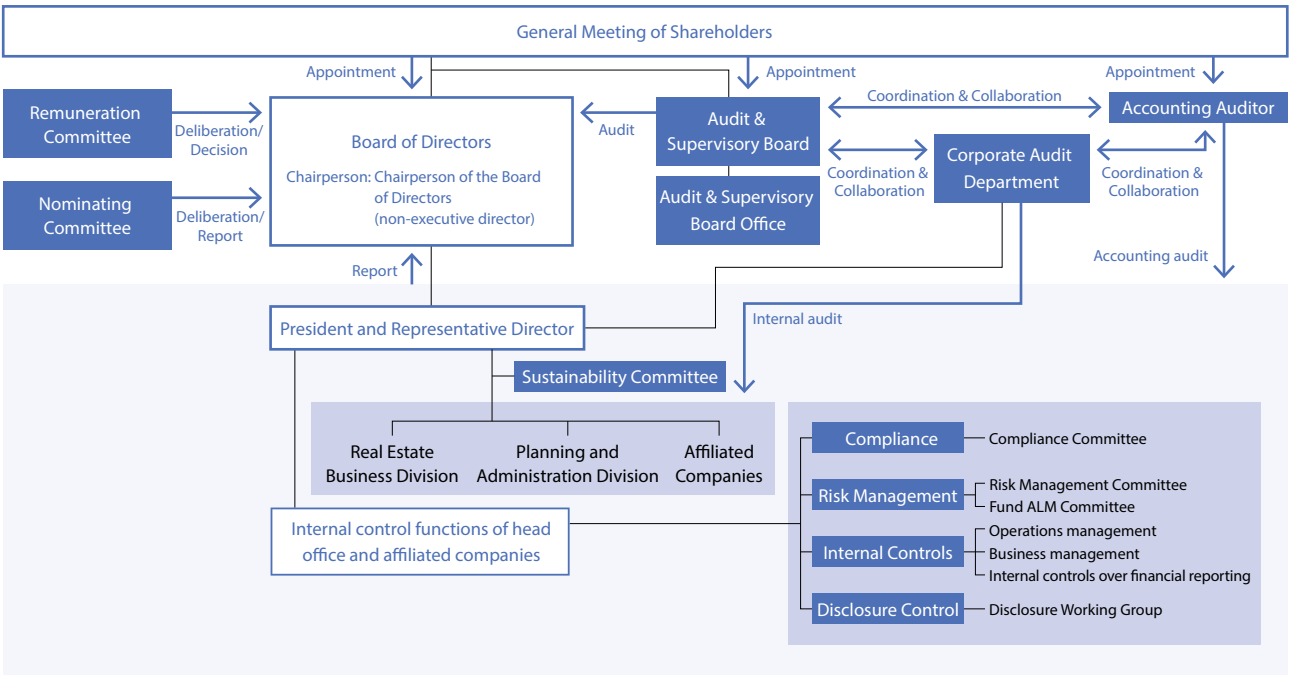 General Meeting of Shareholders
Appointment
Appointment
Appointment
Remuneration
Committee
Deliberation/
Decision
Nominating
Committee
Deliberation/
Report
Board of Directors
Chairperson: Chairperson of the Board
of Directors
(non-executive director)
Audit
Audit &
Supervisory Board
Audit & Supervisory
Board Office
Coordination & Collaboration
Coordination &
Collaboration
Corporate Audit
Department
Accounting Auditor
Coordination &
Collaboration
Accounting audit
Report
Internal audit
President and Representative Director
Sustainability Committee
Real Estate
Business Division
Planning and
Administration Division
Affiliated
Companies
Internal control functions of head
office and affiliated companies
Compliance
Compliance Committee
Risk Management
Risk Management Committee
Fund ALM Committee
Internal Controls
Operations management
Business management
Internal controls over financial reporting
Disclosure Control
Disclosure Working Group